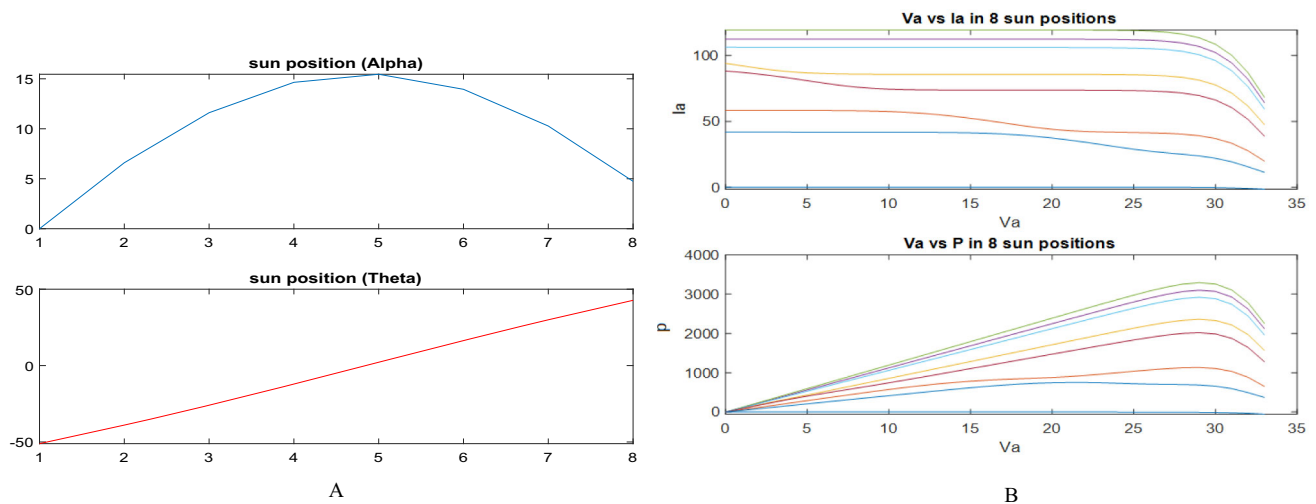 sun position (Alpha)
15
10
5
0
1 2 3 4 5 6 7 8
sun position (Theta)
50
0
-50
1 2 3 4 5 6 7 8
A
Va vs Ia in 8 sun positions
Ia
100
50
0
0 5 10 15 20 25 30 35
Va
Va vs P in 8 sun positions
p
4000
3000
2000
1000
0
0 5 10 15 20 25 30 35
Va
B